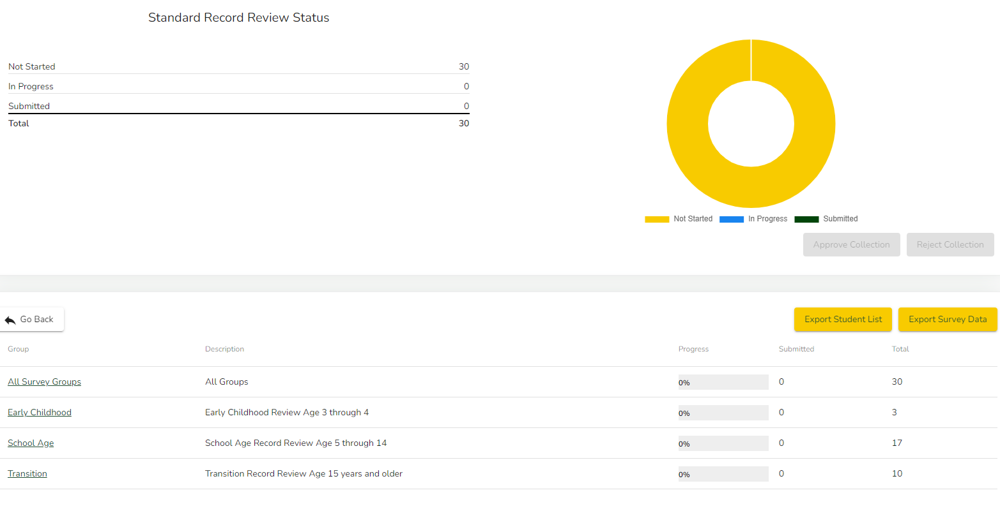 Standard Record Review Status
Not Started 30
In Progress 0
Submitted 0
Total 30
Not Started In Progress Submitted
Approve Collection Reject Collection
Go Back Export Student List Export Survey Data
Group Description Progress Submitted Total
All Survey Groups All Groups 0% 0 30
Early Childhood Early Childhood Review Age 3 through 4 0% 0 3
School Age School Age Record Review Age 5 through 14 0% 0 17
Transition Transition Record Review Age 15 years and older 0% 0 10